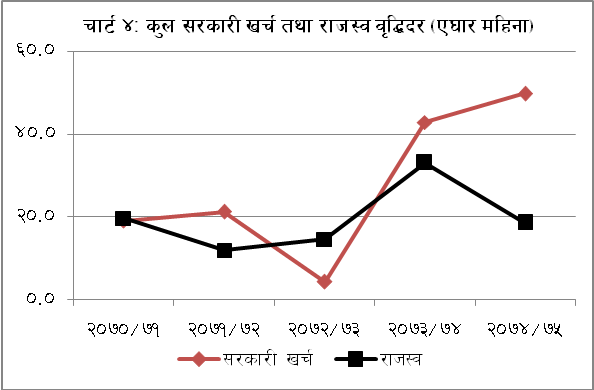 चार्ट ४: कुल सरकारी खर्च तथा राजस्व वृद्धिदर (एघार महिना)
६०.०
४०.०
२०.०
०.०
२०७०/७१ २०७१/७२ २०७२/७३ २०७३/७४ २०७४/७५
सरकारी खर्च राजस्व